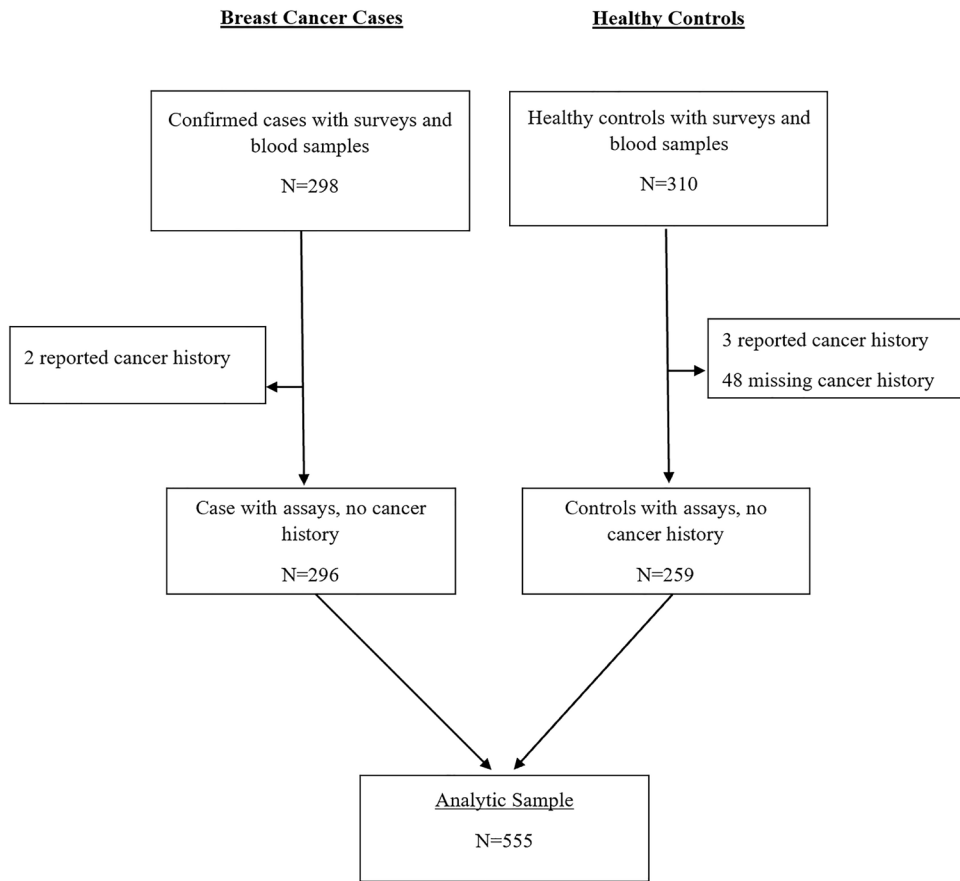 Breast Cancer Cases
Healthy Controls
Confirmed cases with surveys and
blood samples
N=298
Healthy controls with surveys and
blood samples
N=310
2 reported cancer history
3 reported cancer history
48 missing cancer history
Case with assays, no cancer
history
N=296
Controls with assays, no
cancer history
N=259
Analytic Sample
N=555